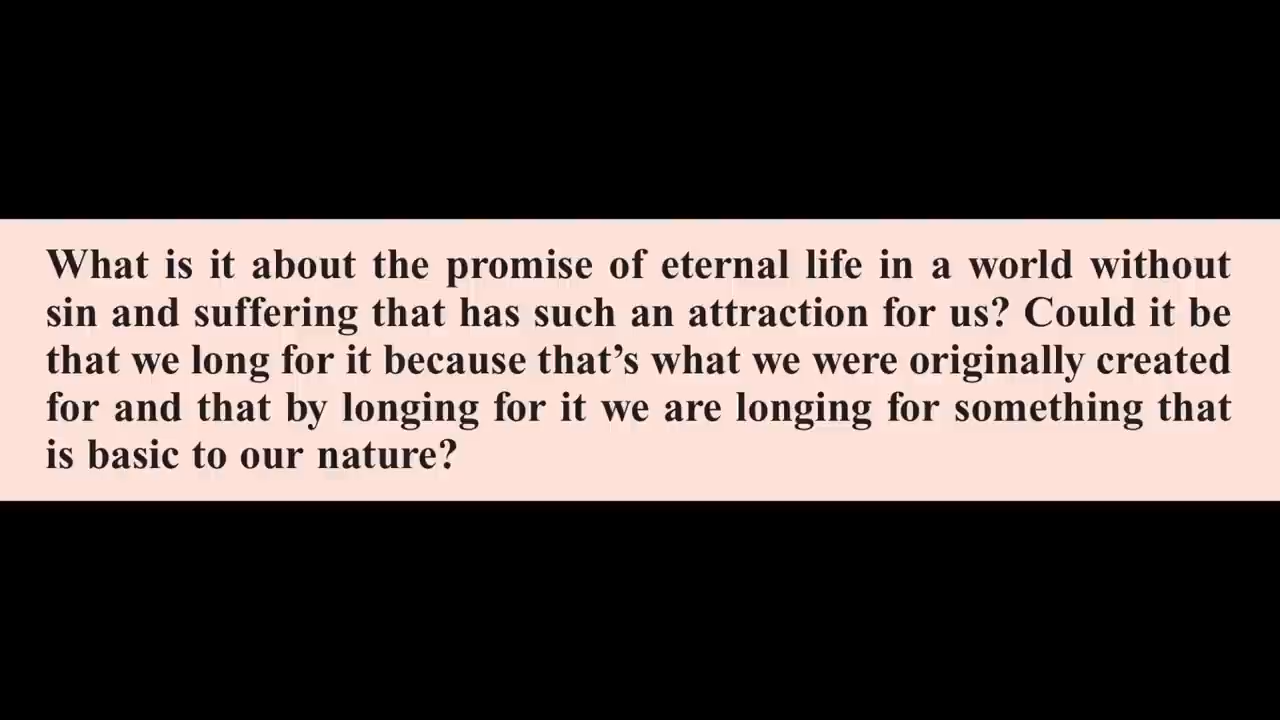 What is it about the promise of eternal life in a world without
sin and suffering that has such an attraction for us? Could it be
that we long for it because that’s what we were originally created
for and that by longing for it we are longing for something that
is basic to our nature?